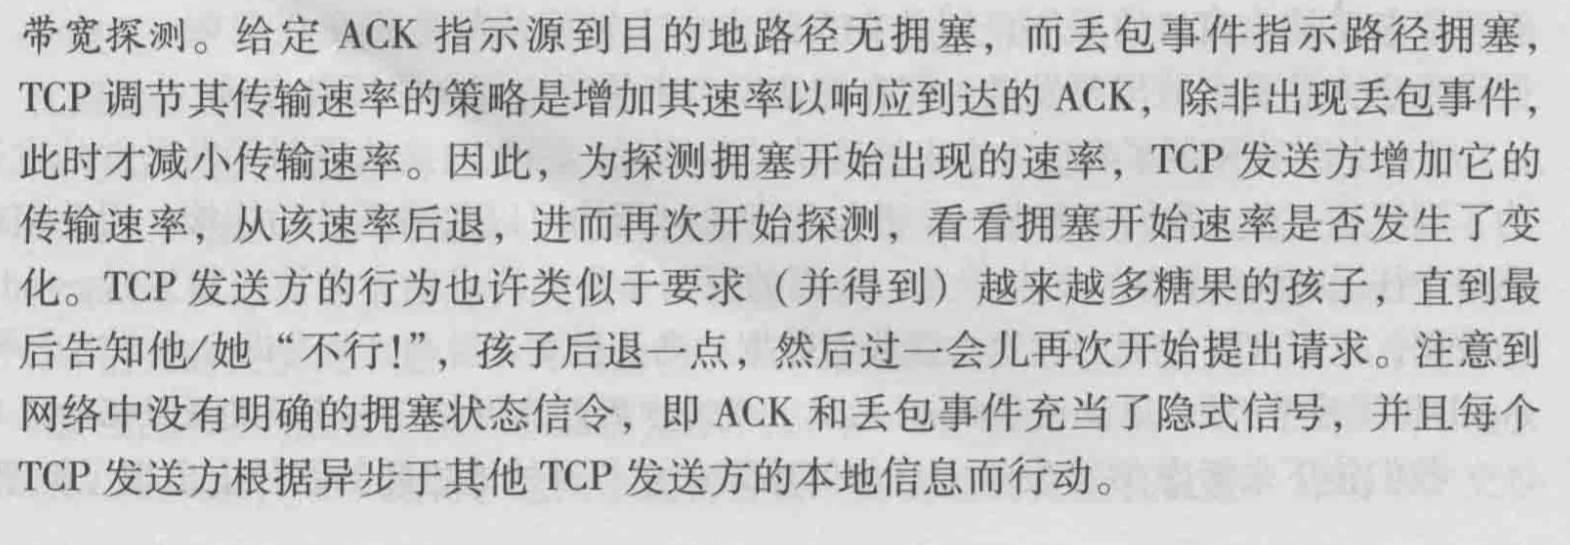 带宽探测。给定 ACK 指示源到目的地路径无拥塞，而丢包事件指示路径拥塞，
TCP 调节其传输速率的策略是增加其速率以响应到达的 ACK，除非出现丢包事件，
此时才减小传输速率。因此，为探测拥塞开始出现的速率，TCP 发送方增加它的
传输速率，从该速率后退，进而再次开始探测，看看拥塞开始速率是否发生了变
化。TCP 发送方的行为也许类似于要求（并得到）越来越多糖果的孩子，直到最
后告知他/她“不行！”，孩子后退一点，然后过一会儿再次开始提出请求。注意到
网络中没有明确的拥塞状态信令，即 ACK 和丢包事件充当了隐式信号，并且每个
TCP 发送方根据异步于其他 TCP 发送方的本地信息而行动。